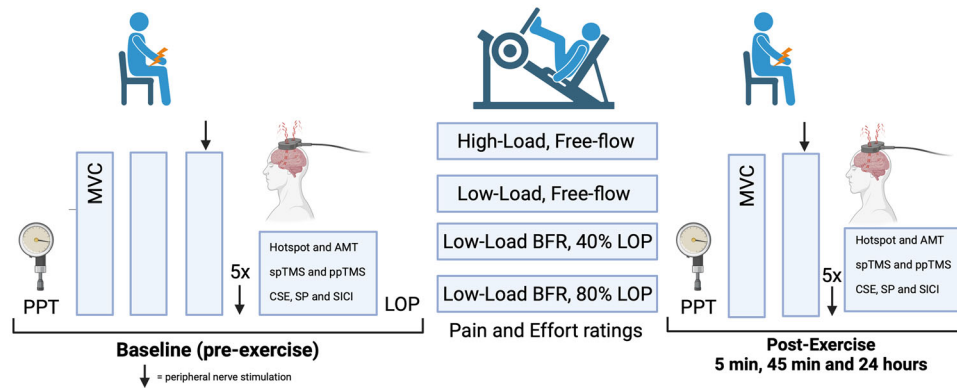 High-Load, Free-flow
Low-Load, Free-flow
Low-Load BFR, 40% LOP
Low-Load BFR, 80% LOP
Pain and Effort ratings
MVC
PPT
5x
Hotspot and AMT
spTMS and ppTMS
CSE, SP and SICI
LOP
Baseline (pre-exercise)
= peripheral nerve stimulation
MVC
PPT
5x
Hotspot and AMT
spTMS and ppTMS
CSE, SP and SICI
Post-Exercise
5 min, 45 min and 24 hours